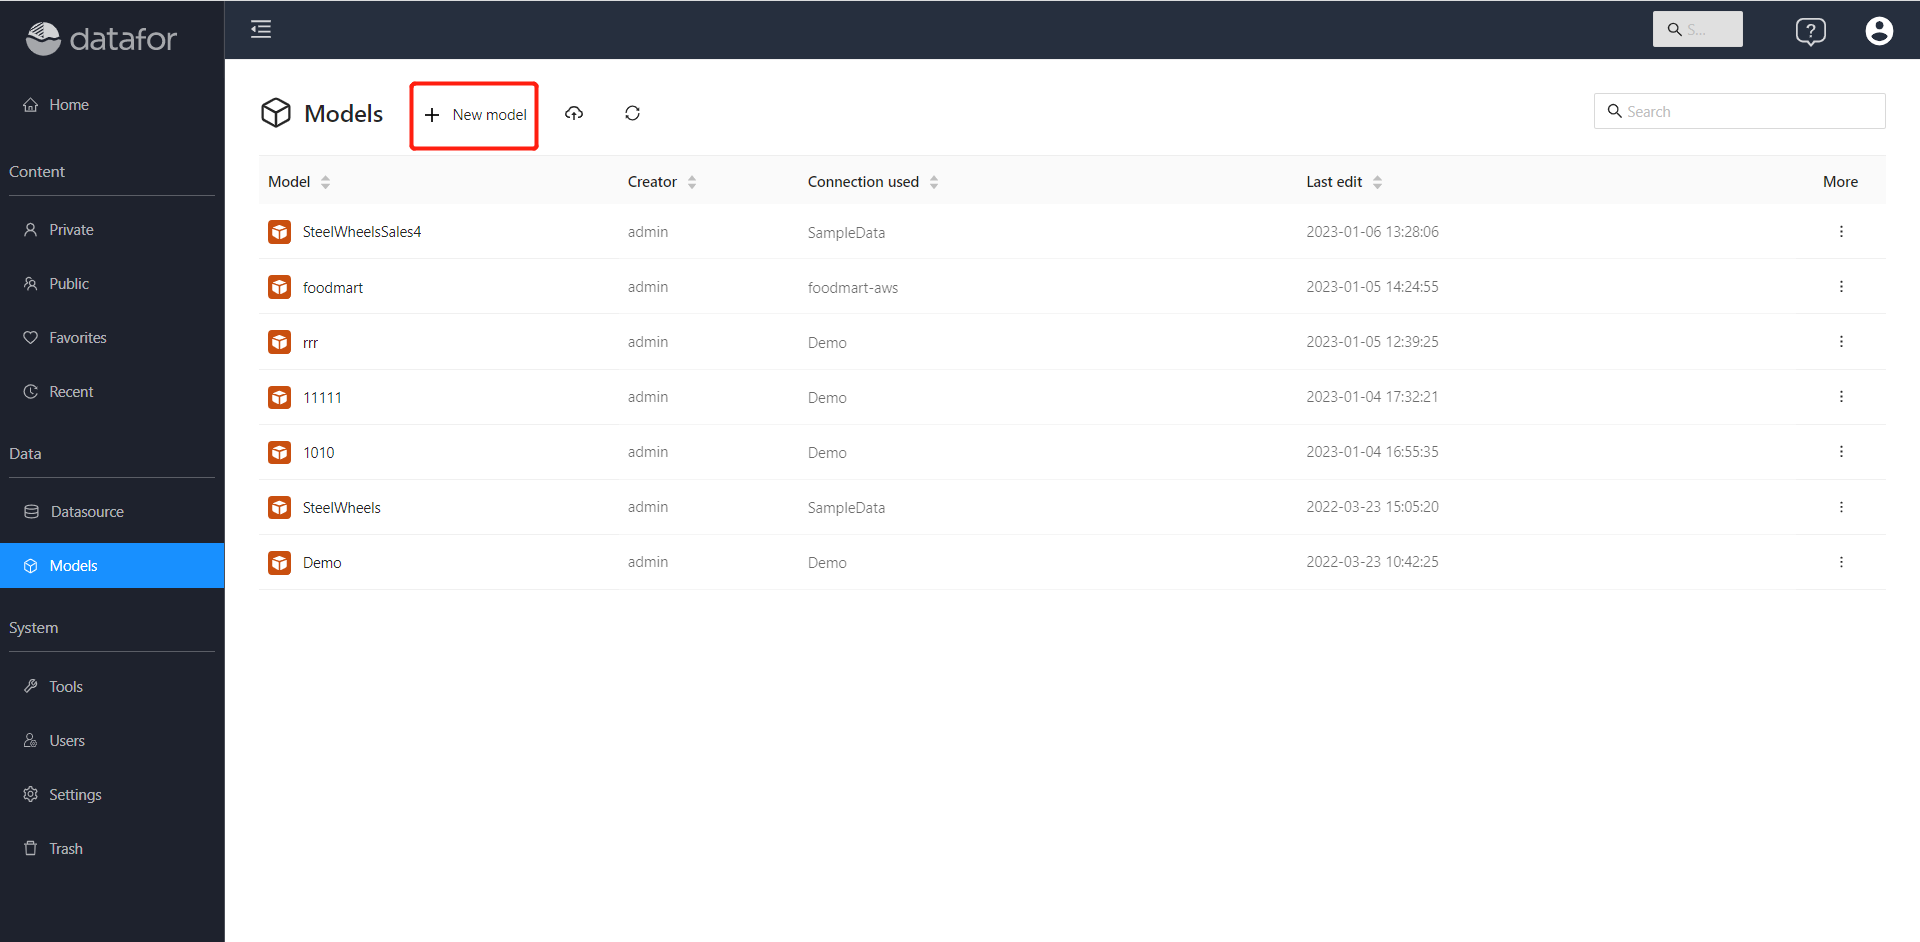 datafor
S...
?
Home
Content
Private
Public
Favorites
Recent
Data
Datasource
Models
System
Tools
Users
Settings
Trash
Models
New model
Search
Model Creator Connection used Last edit More
SteelWheelsSales4 admin SampleData 2023-01-06 13:28:06
foodmart admin foodmart-aws 2023-01-05 14:24:55
rrr admin Demo 2023-01-05 12:39:25
11111 admin Demo 2023-01-04 17:32:21
1010 admin Demo 2023-01-04 16:55:35
SteelWheels admin SampleData 2022-03-23 15:05:20
Demo admin Demo 2022-03-23 10:42:25